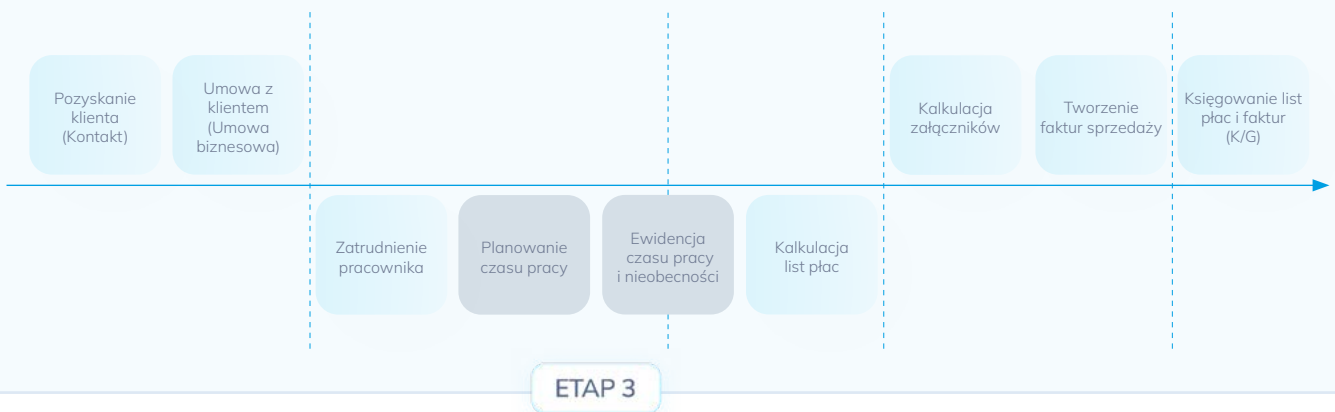 Pozyskanie
klienta
(Kontakt)
Umowa z
klientem
(Umowa
biznesowa)
Zatrudnienie
pracownika
Planowanie
czasu pracy
Ewidencja
czasu pracy
i nieobecności
Kalkulacja
list płac
Kalkulacja
załączników
Tworzenie
faktur sprzedaży
Księgowanie list
płac i faktur
(K/G)
ETAP 3